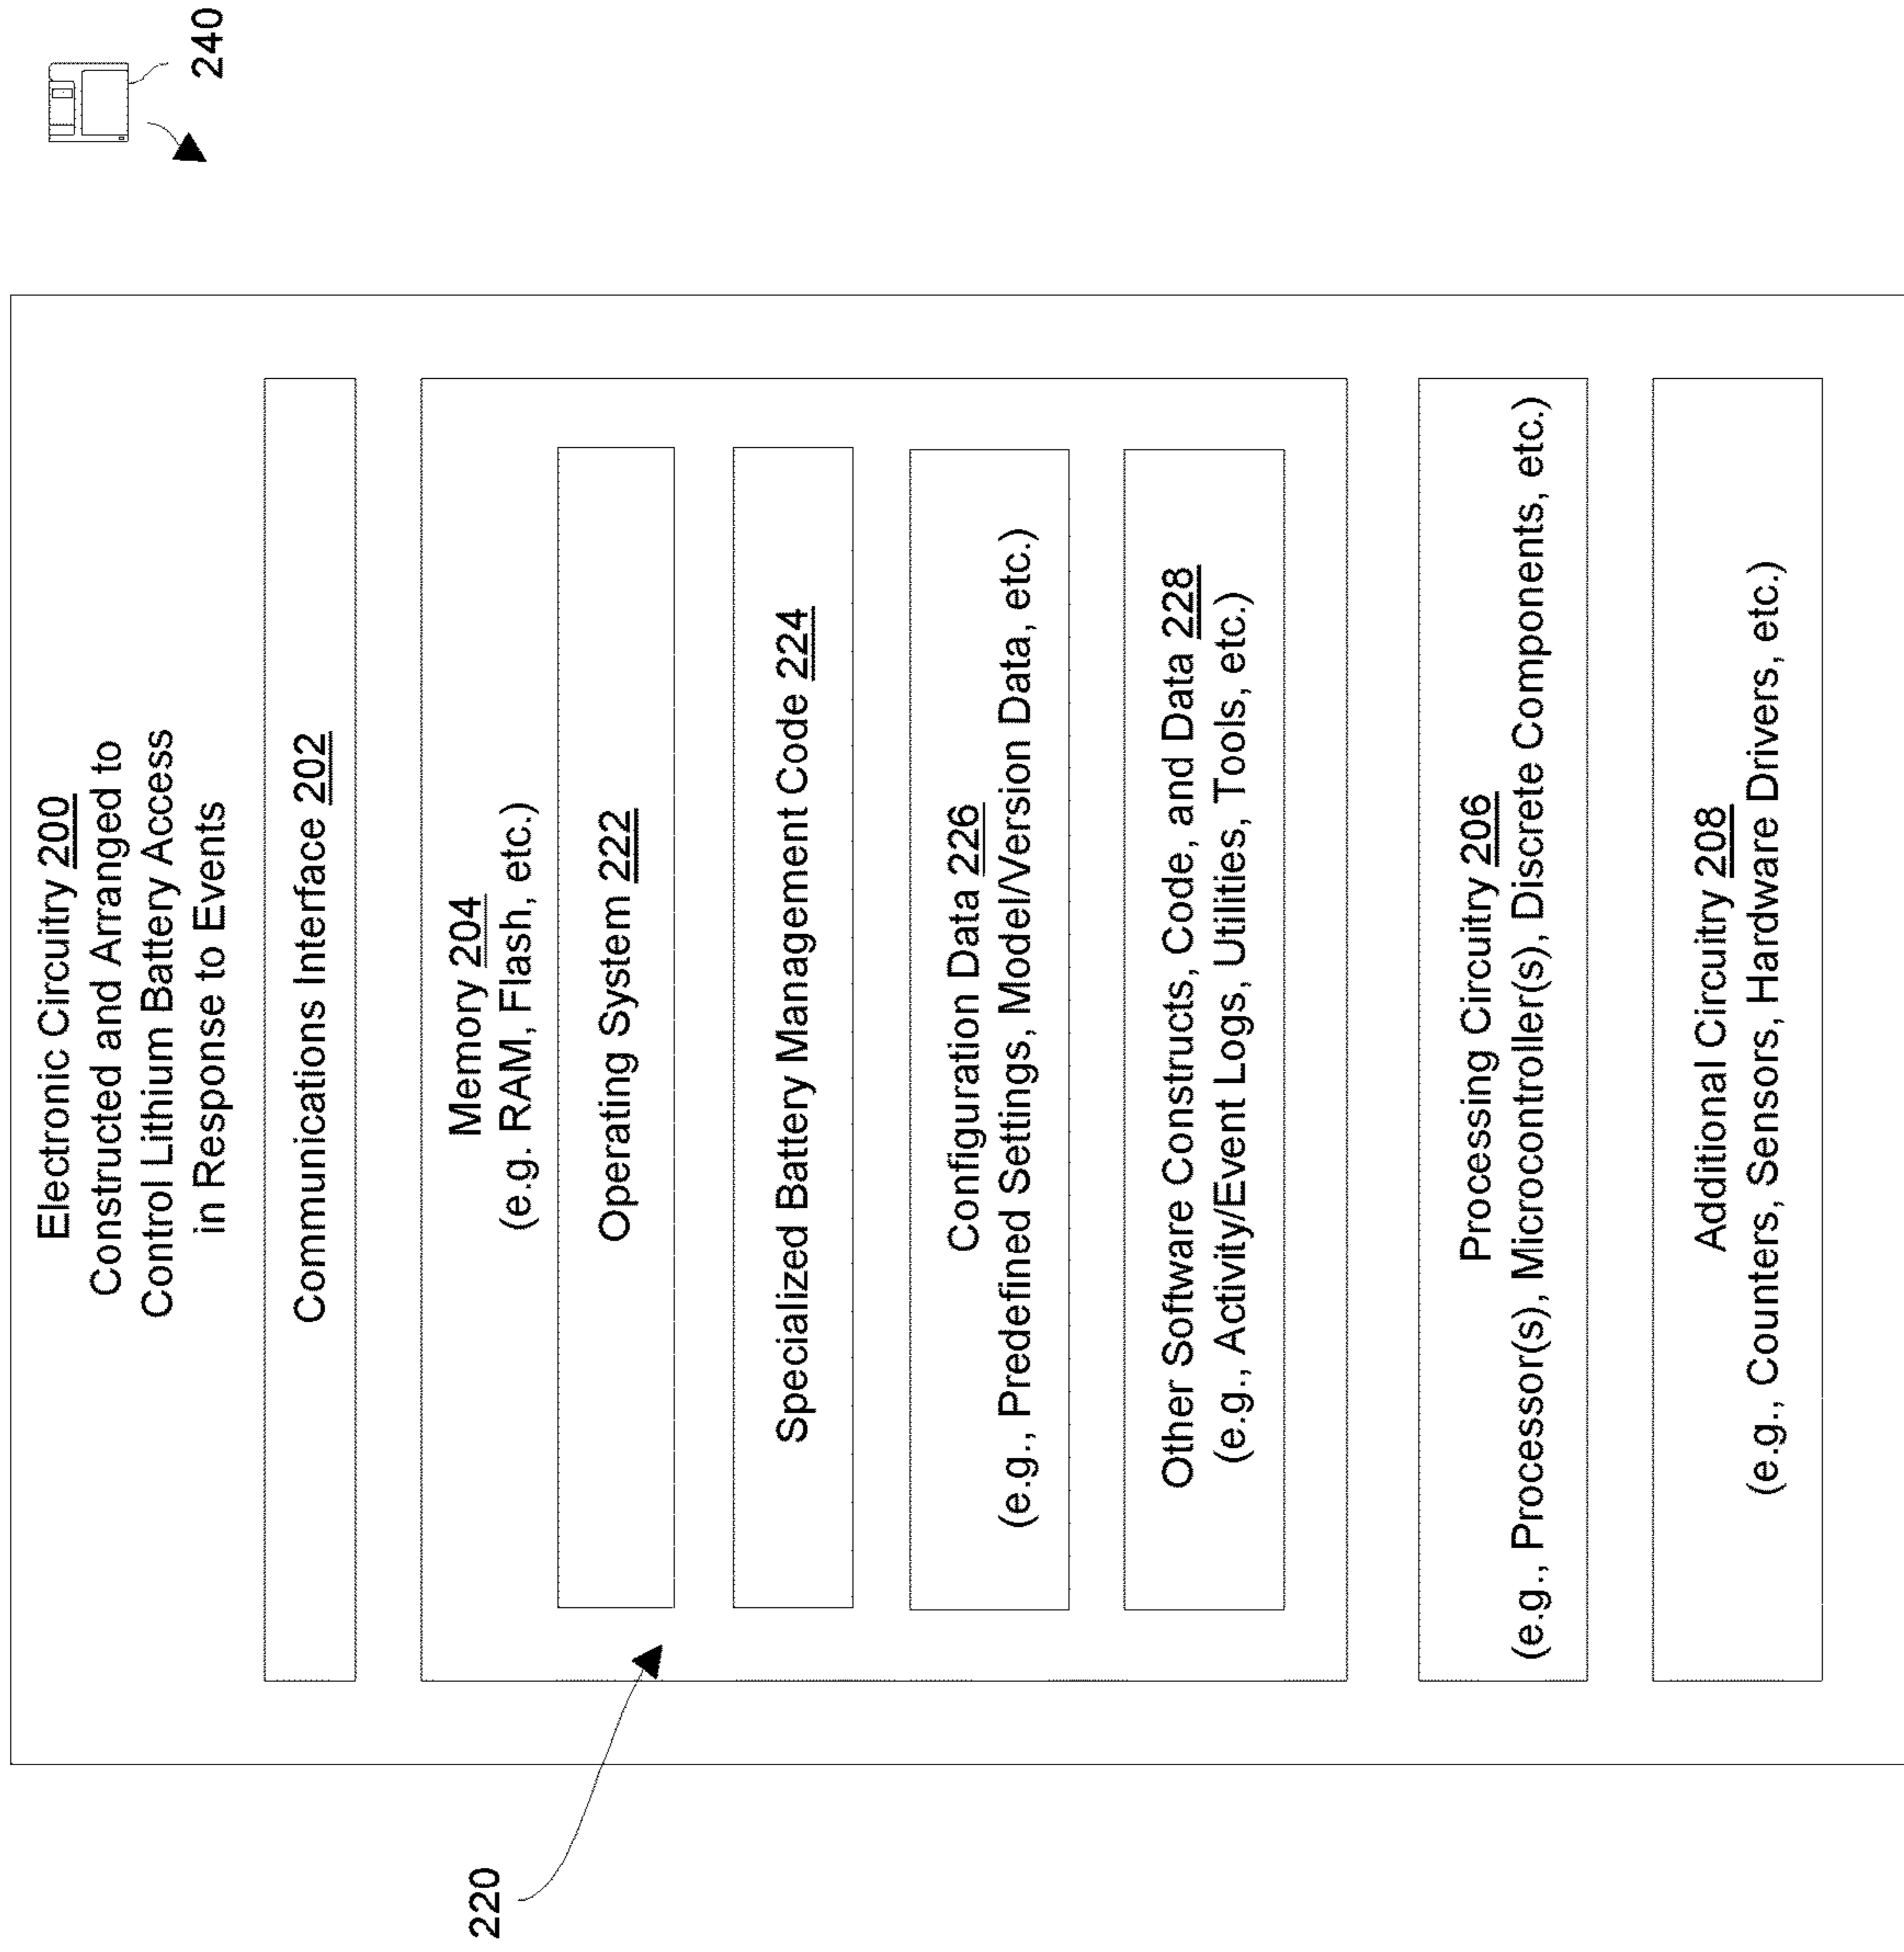 240
Electronic Circuitry 200
Constructed and Arranged to
Control Lithium Battery Access
in Response to Events
Communications Interface 202
Memory 204
(e.g. RAM, Flash, etc.)
220
Operating System 222
Specialized Battery Management Code 224
Configuration Data 226
(e.g., Predefined Settings, Model/Version Data, etc.)
Other Software Constructs, Code, and Data 228
(e.g., Activity/Event Logs, Utilities, Tools, etc.)
Processing Circuitry 206
(e.g., Processor(s), Microcontroller(s), Discrete Components, etc.)
Additional Circuitry 208
(e.g., Counters, Sensors, Hardware Drivers, etc.)